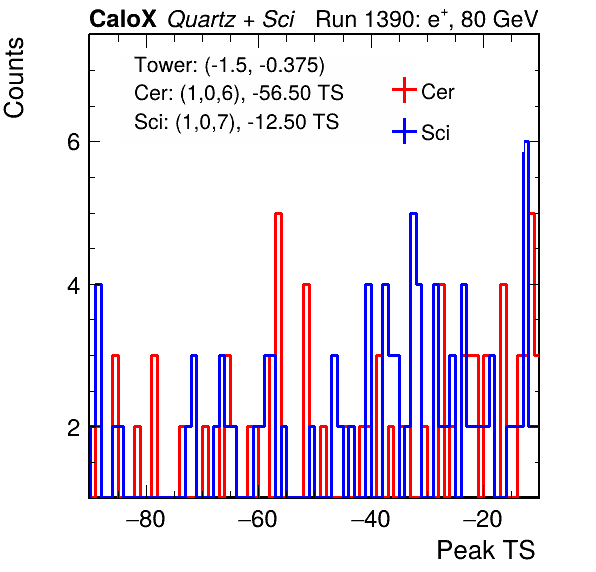 CaloX Quartz + Sci Run 1390: e+, 80 GeV
Counts
Tower: (-1.5, -0.375)
Cer: (1,0,6), -56.50 TS
Sci: (1,0,7), -12.50 TS
Cer
Sci
6
4
2
−80 −60 −40 −20
Peak TS